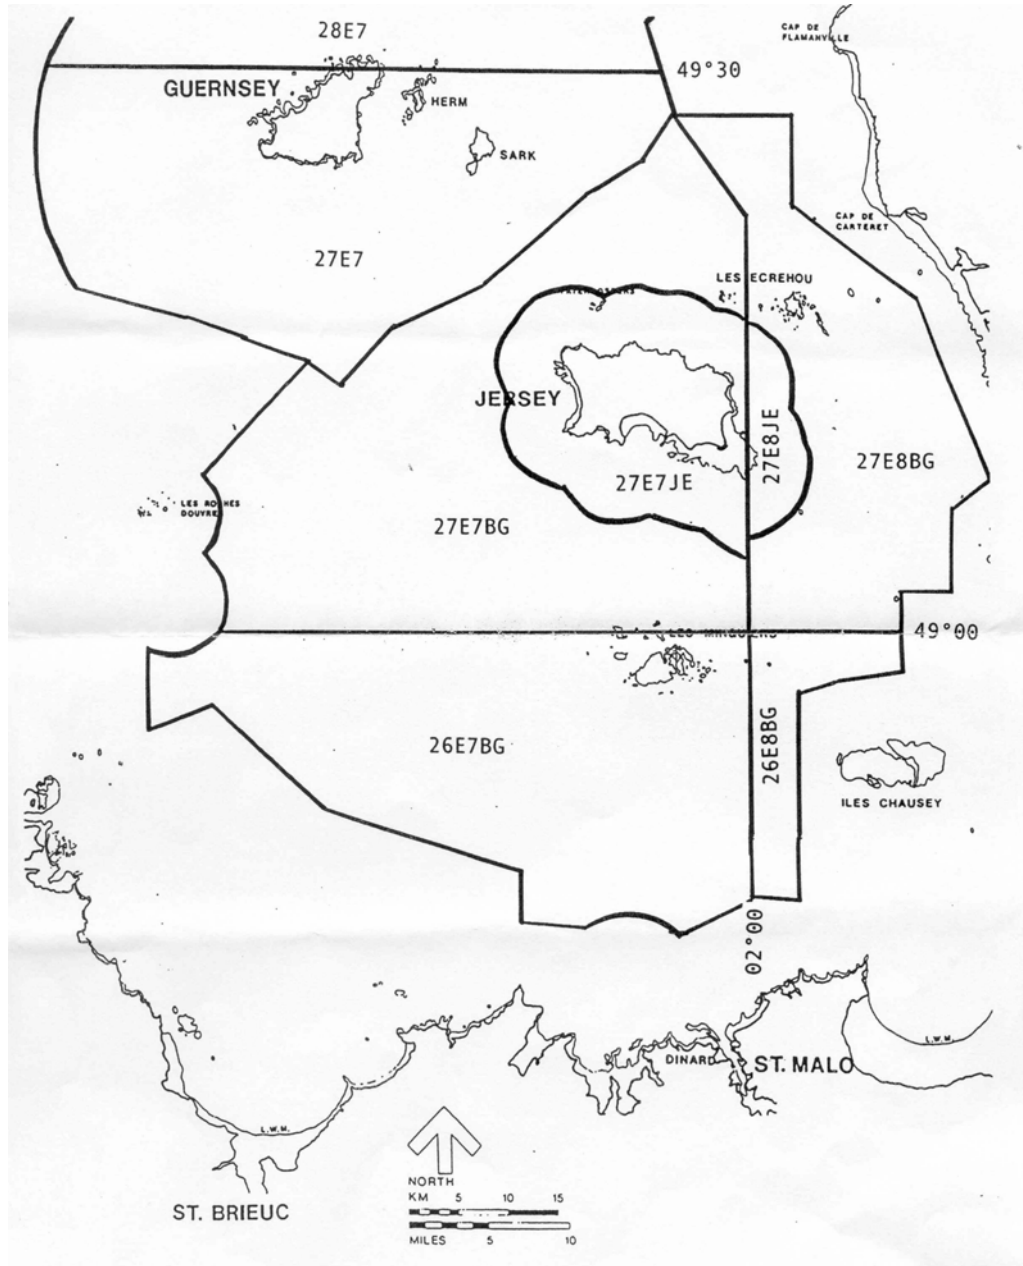 28E7
CAP DE
FLAMANVILLE
49°30
GUERNSEY
HERM
SARK
CAP DE
CARTERET
27E7
LES ECREHOU
JERSEY
27E8JE
27E8BG
27E7JE
LES ROCHES
DOUVRES
27E7BG
49°00
26E7BG
26E8BG
ILES CHAUSEY
02°00
L.W.M.
DINARD
ST. MALO
L.W.M.
NORTH
KM 5 10 15
MILES 5 10
ST. BRIEUC